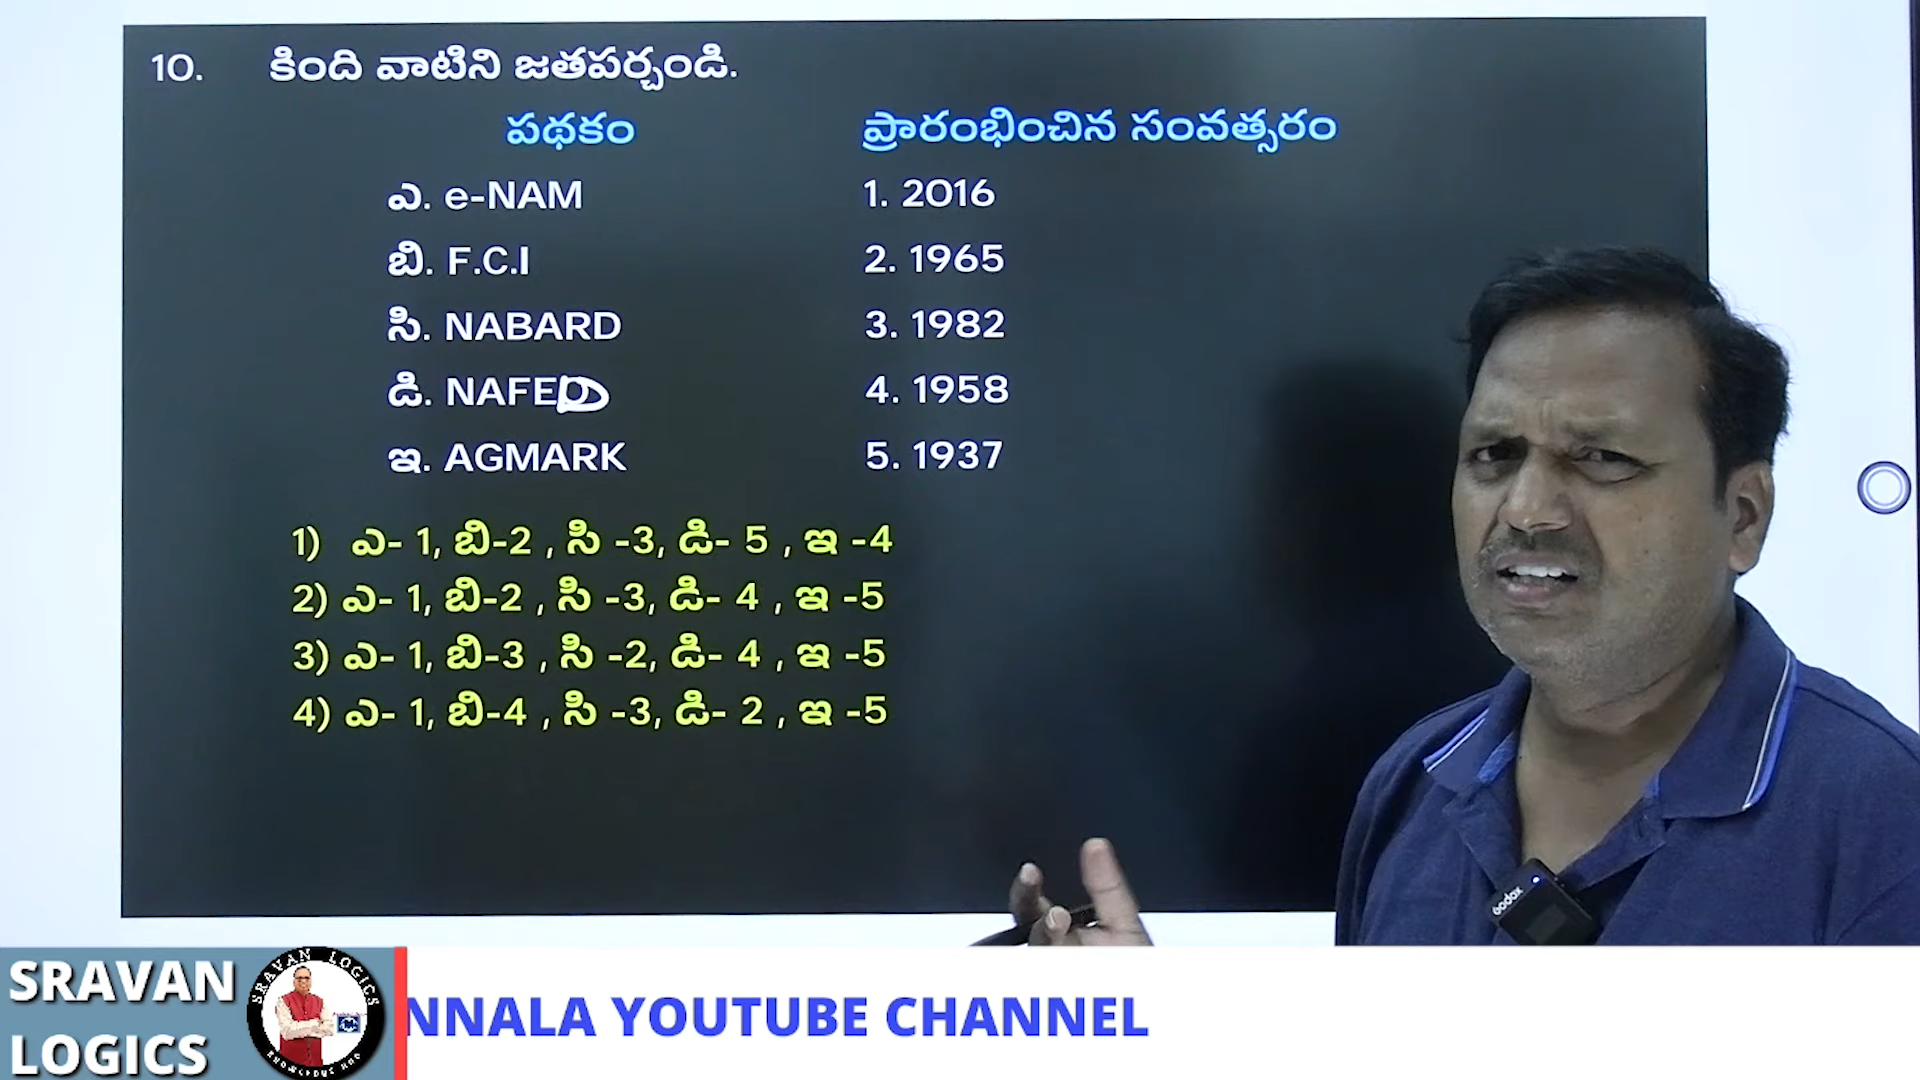 10. కింది వాటిని జతపర్చండి.
పథకం ప్రారంభించిన సంవత్సరం
ఎ. e-NAM 1. 2016
బి. F.C.I 2. 1965
సి. NABARD 3. 1982
డి. NAFED 4. 1958
ఇ. AGMARK 5. 1937
1) ఎ- 1, బి-2 , సి -3, డి- 5 , ఇ -4
2) ఎ- 1, బి-2 , సి -3, డి- 4 , ఇ -5
3) ఎ- 1, బి-3 , సి -2, డి- 4 , ఇ -5
4) ఎ- 1, బి-4 , సి -3, డి- 2 , ఇ -5
Godox
SRAVAN
LOGICS
SRAVAN LOGICS
NNALA YOUTUBE CHANNEL